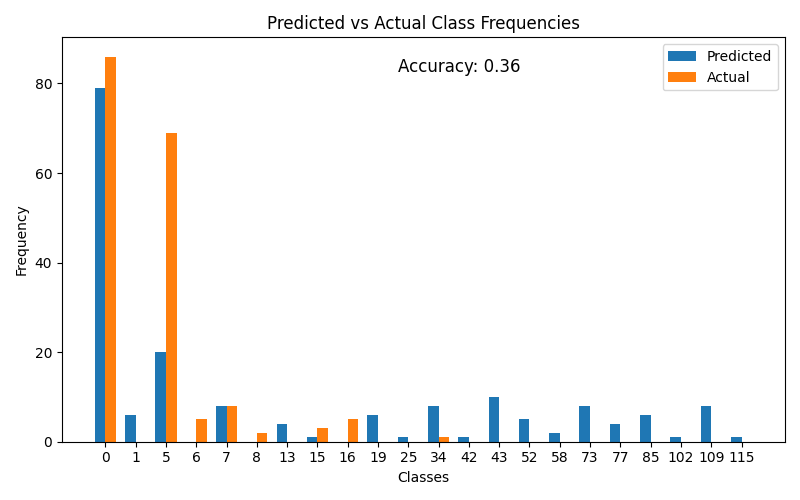 Predicted vs Actual Class Frequencies
Accuracy: 0.36
Predicted
Actual
80
60
40
20
0
Frequency
0 1 5 6 7 8 13 15 16 19 25 34 42 43 52 58 73 77 85 102 109 115
Classes